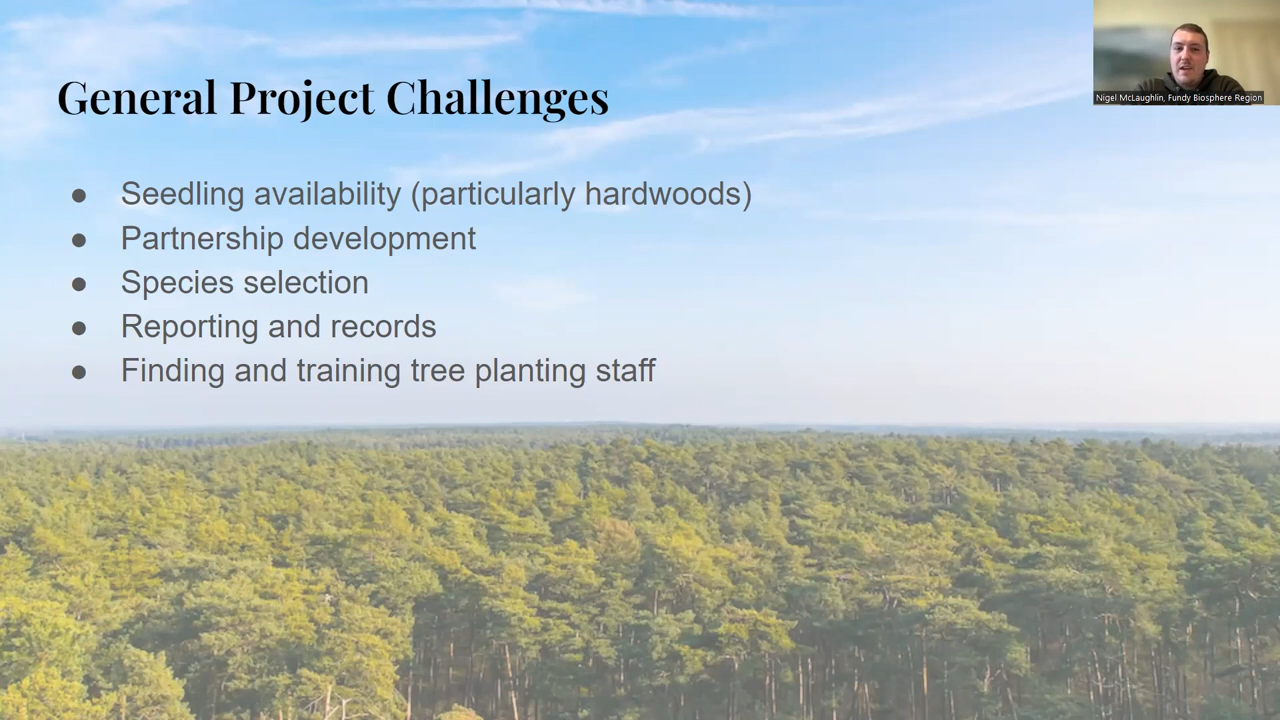 General Project Challenges
Nigel McLaughlin, Fundy Biosphere Region
● Seedling availability (particularly hardwoods)
● Partnership development
● Species selection
● Reporting and records
● Finding and training tree planting staff